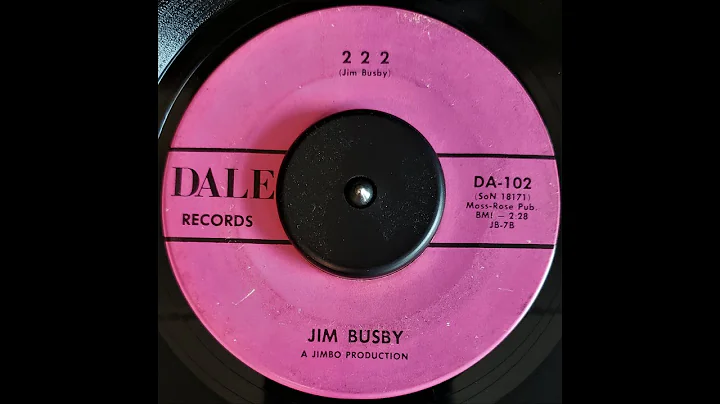 2 2 2
(Jim Busby)
DALE
RECORDS
DA-102
(SoN 18171)
Moss-Rose Pub.
BMI — 2:28
JB-7B
JIM BUSBY
A JIMBO PRODUCTION